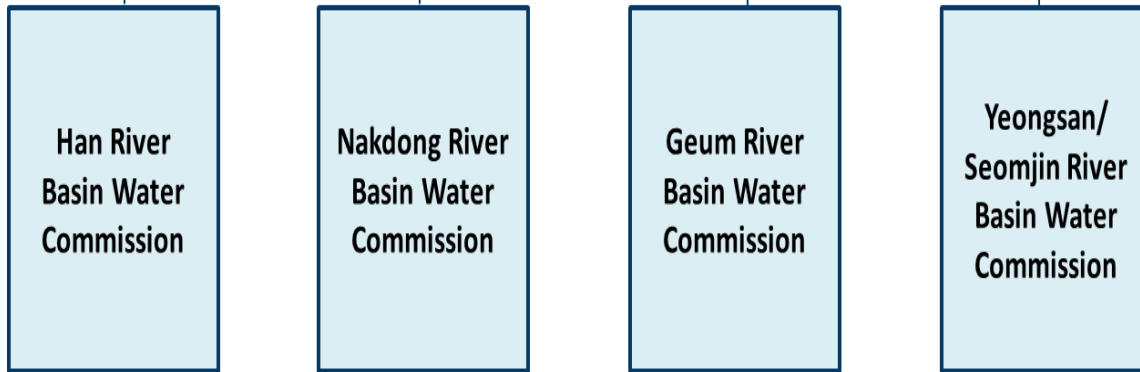 Han River
Basin Water
Commission
Nakdong River
Basin Water
Commission
Geum River
Basin Water
Commission
Yeongsan/
Seomjin River
Basin Water
Commission